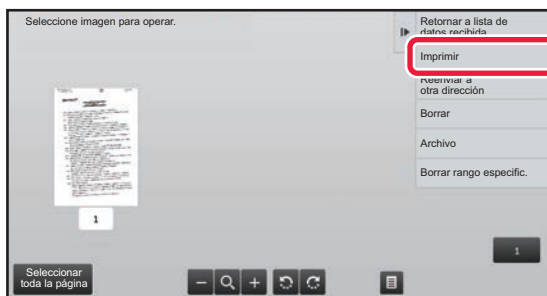 Seleccione imagen para operar.
Retornar a lista de
datos recibida
Imprimir
Reenviar a
otra dirección
Borrar
Archivo
Borrar rango especific.
1
1
Seleccionar
toda la página